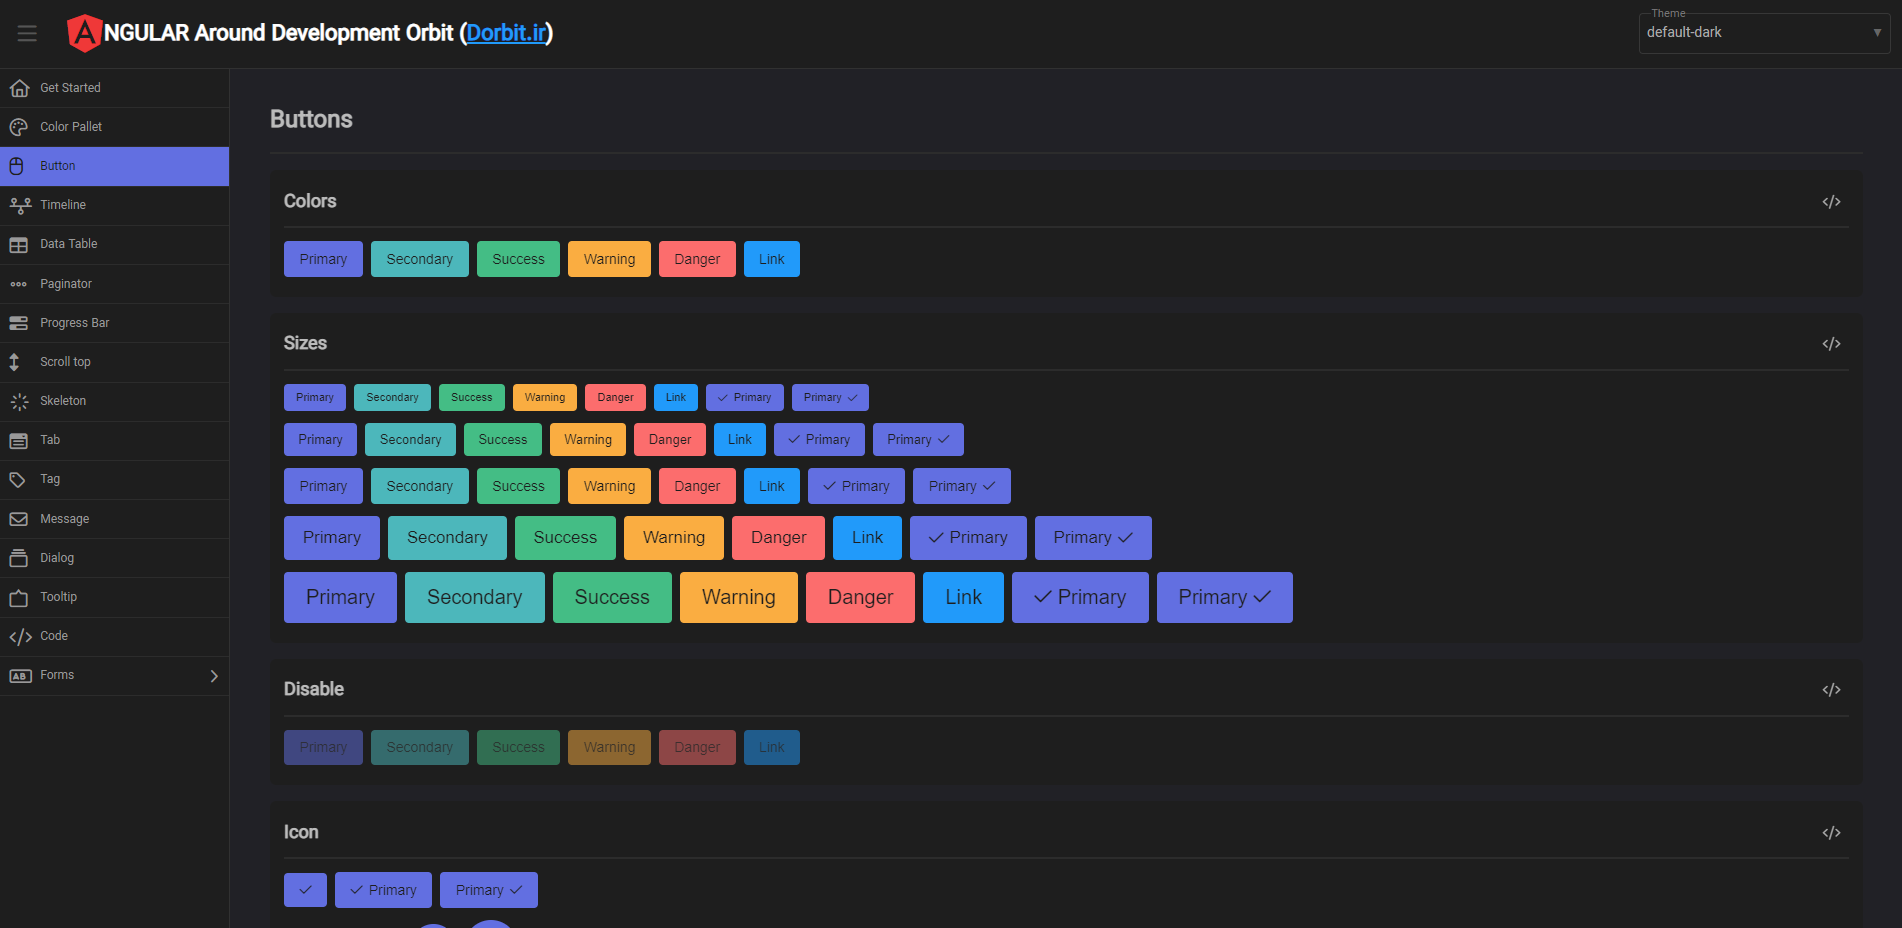 NGULAR Around Development Orbit (Dorbit.ir)
Theme
default-dark
Get Started
Color Pallet
Button
Timeline
Data Table
Paginator
Progress Bar
Scroll top
Skeleton
Tab
Tag
Message
Dialog
Tooltip
Code
Forms
Buttons
Colors
Primary Secondary Success Warning Danger Link
Sizes
Primary Secondary Success Warning Danger Link Primary Primary
Primary Secondary Success Warning Danger Link Primary Primary
Primary Secondary Success Warning Danger Link Primary Primary
Primary Secondary Success Warning Danger Link Primary Primary
Primary Secondary Success Warning Danger Link Primary Primary
Disable
Primary Secondary Success Warning Danger Link
Icon
Primary Primary